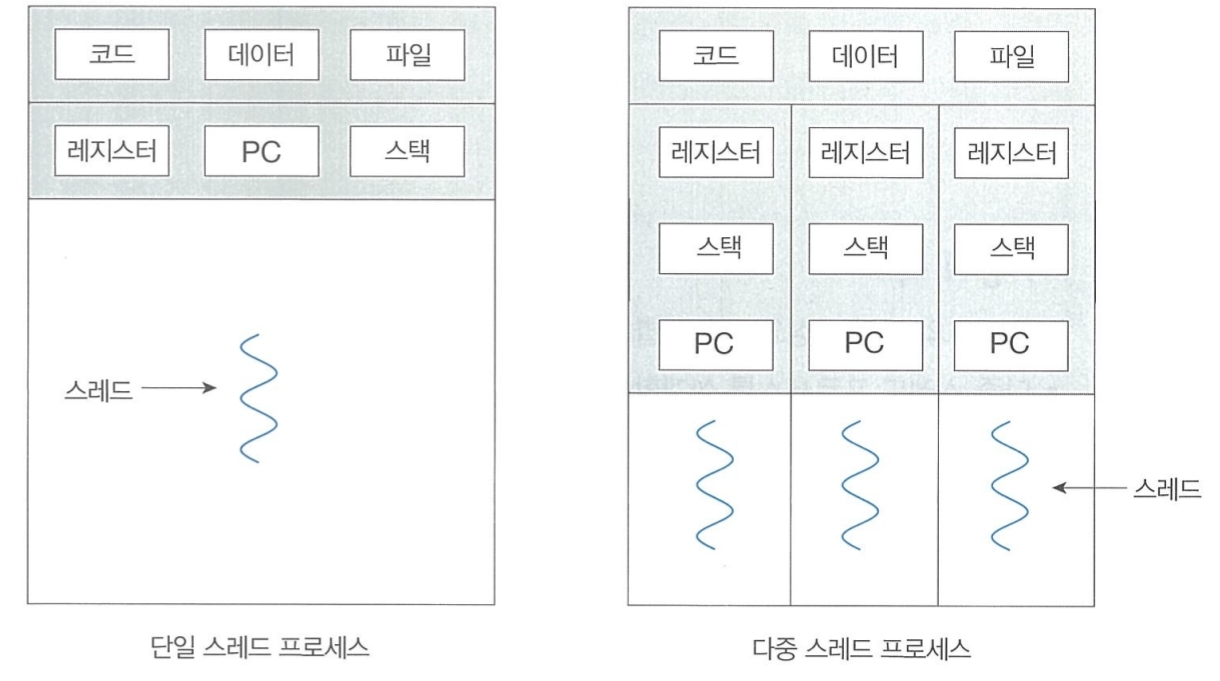 코드 데이터 파일 코드 데이터 파일
레지스터 PC 스택 레지스터 레지스터 레지스터
스택 스택 스택
PC PC PC
스레드
스레드
단일 스레드 프로세스 다중 스레드 프로세스